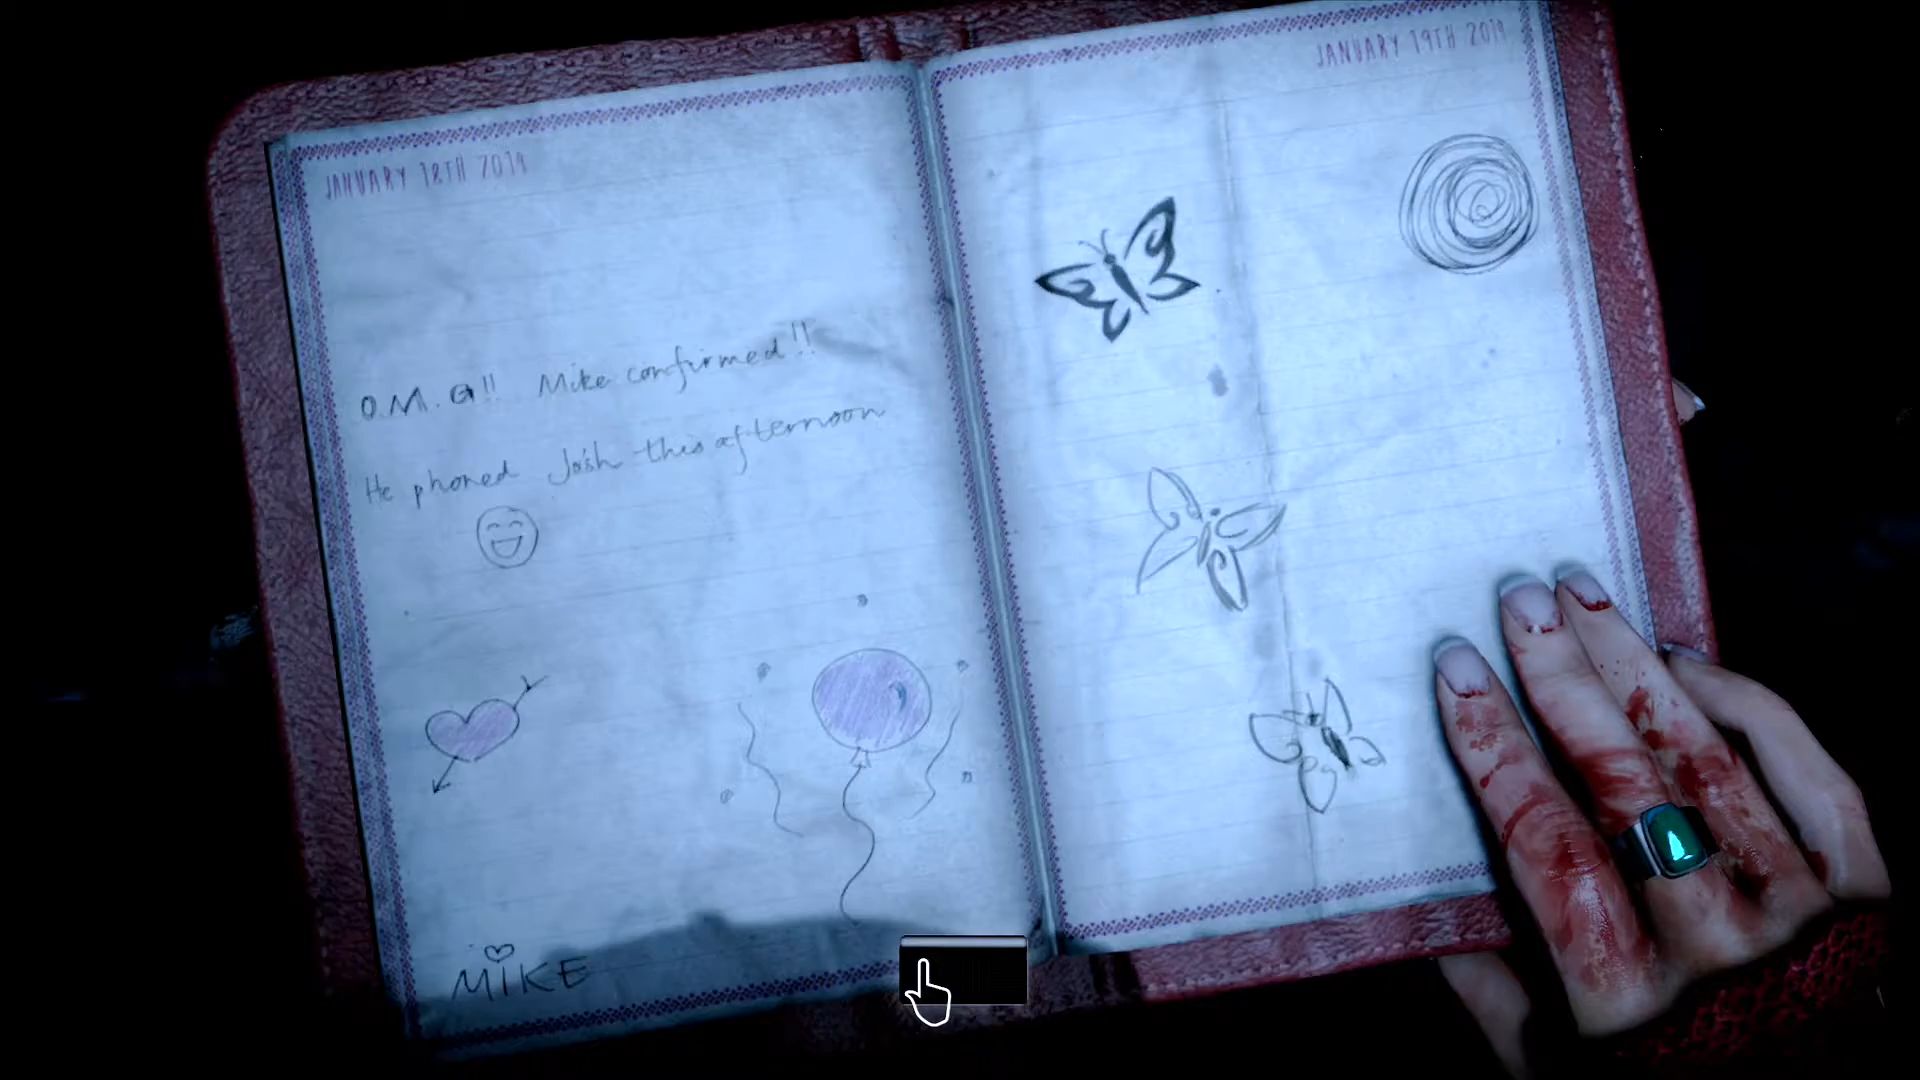 JANUARY 18TH 2014
O.M.G!! Mike confirmed!!
He phoned Josh this afternoon
MIKE
JANUARY 19TH 2014